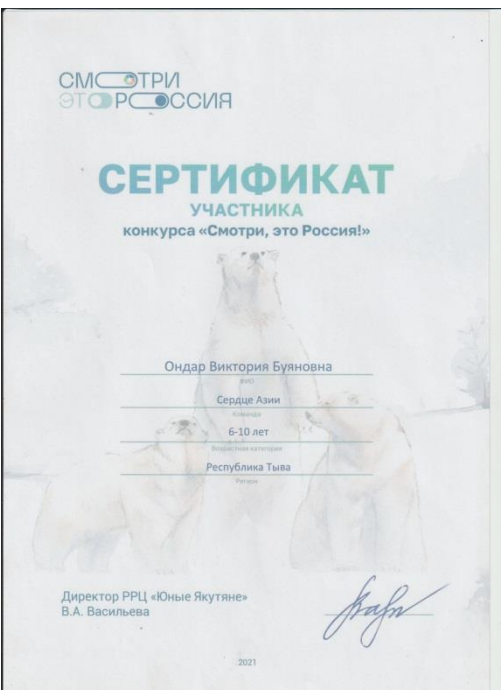 СМОТРИ
ЭТО РОССИЯ
СЕРТИФИКАТ
УЧАСТНИКА
конкурса «Смотри, это Россия!»
Ондар Виктория Буяновна
ФИО
Сердце Азии
Команда
6-10 лет
Возрастная категория
Республика Тыва
Регион
Директор РРЦ «Юные Якутяне»
В.А. Васильева
2021